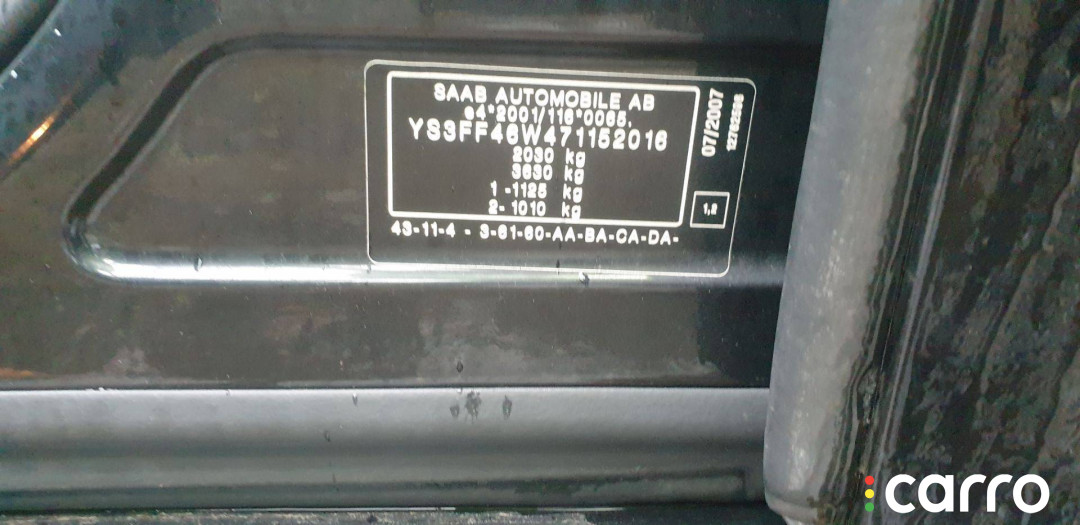 SAAB AUTOMOBILE AB
e4*2001/116*0065.
YS3FF46W471152016
2030 kg
3630 kg
1 -1125 kg
2- 1010 kg
43-11-4 - 3-61-60-AA-BA-CA-DA-
07/2007
1,2
carro